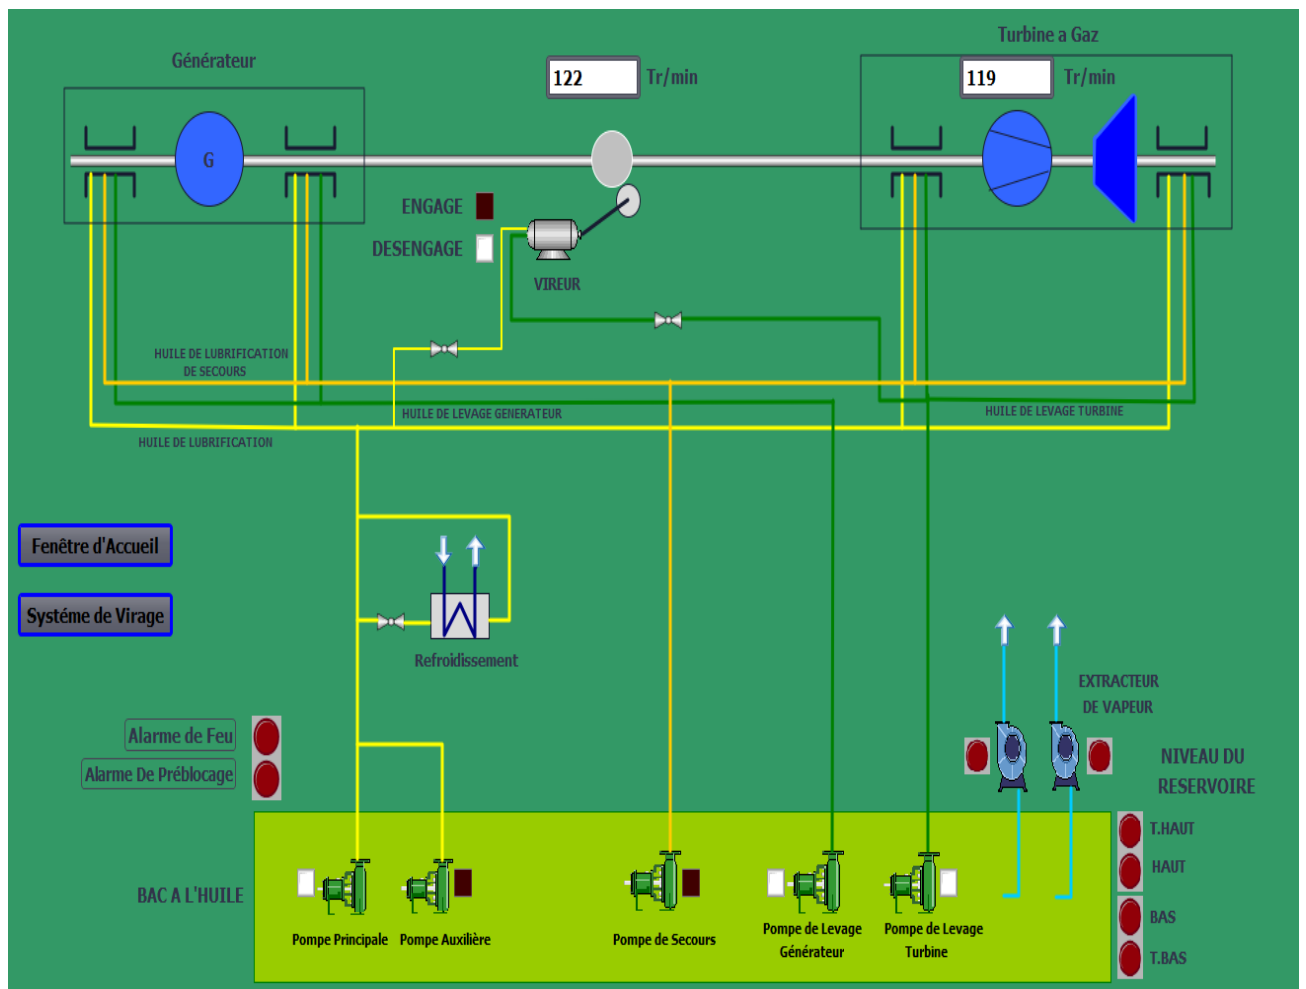 Générateur
Turbine a Gaz
122
Tr/min
119
Tr/min
G
ENGAGE
DESENGAGE
VIREUR
HUILE DE LUBRIFICATION
DE SECOURS
HUILE DE LEVAGE GENERATEUR
HUILE DE LEVAGE TURBINE
HUILE DE LUBRIFICATION
Fenêtre d'Accueil
Systéme de Virage
Refroidissement
EXTRACTEUR
DE VAPEUR
Alarme de Feu
Alarme De Préblocage
NIVEAU DU
RESERVOIRE
T.HAUT
HAUT
BAS
T.BAS
BAC A L'HUILE
Pompe Principale
Pompe Auxilière
Pompe de Secours
Pompe de Levage
Générateur
Pompe de Levage
Turbine